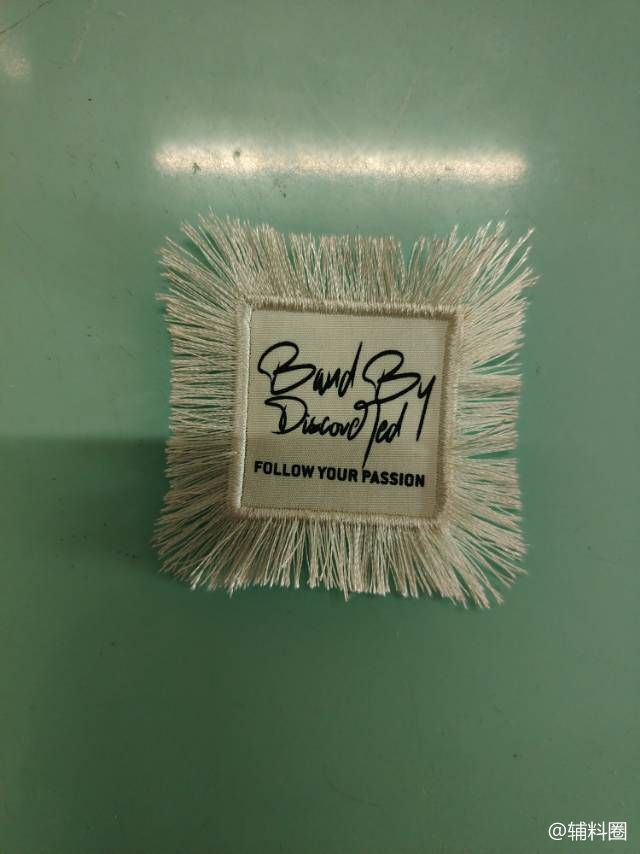 Band By
Discovered
FOLLOW YOUR PASSION
@辅料圈